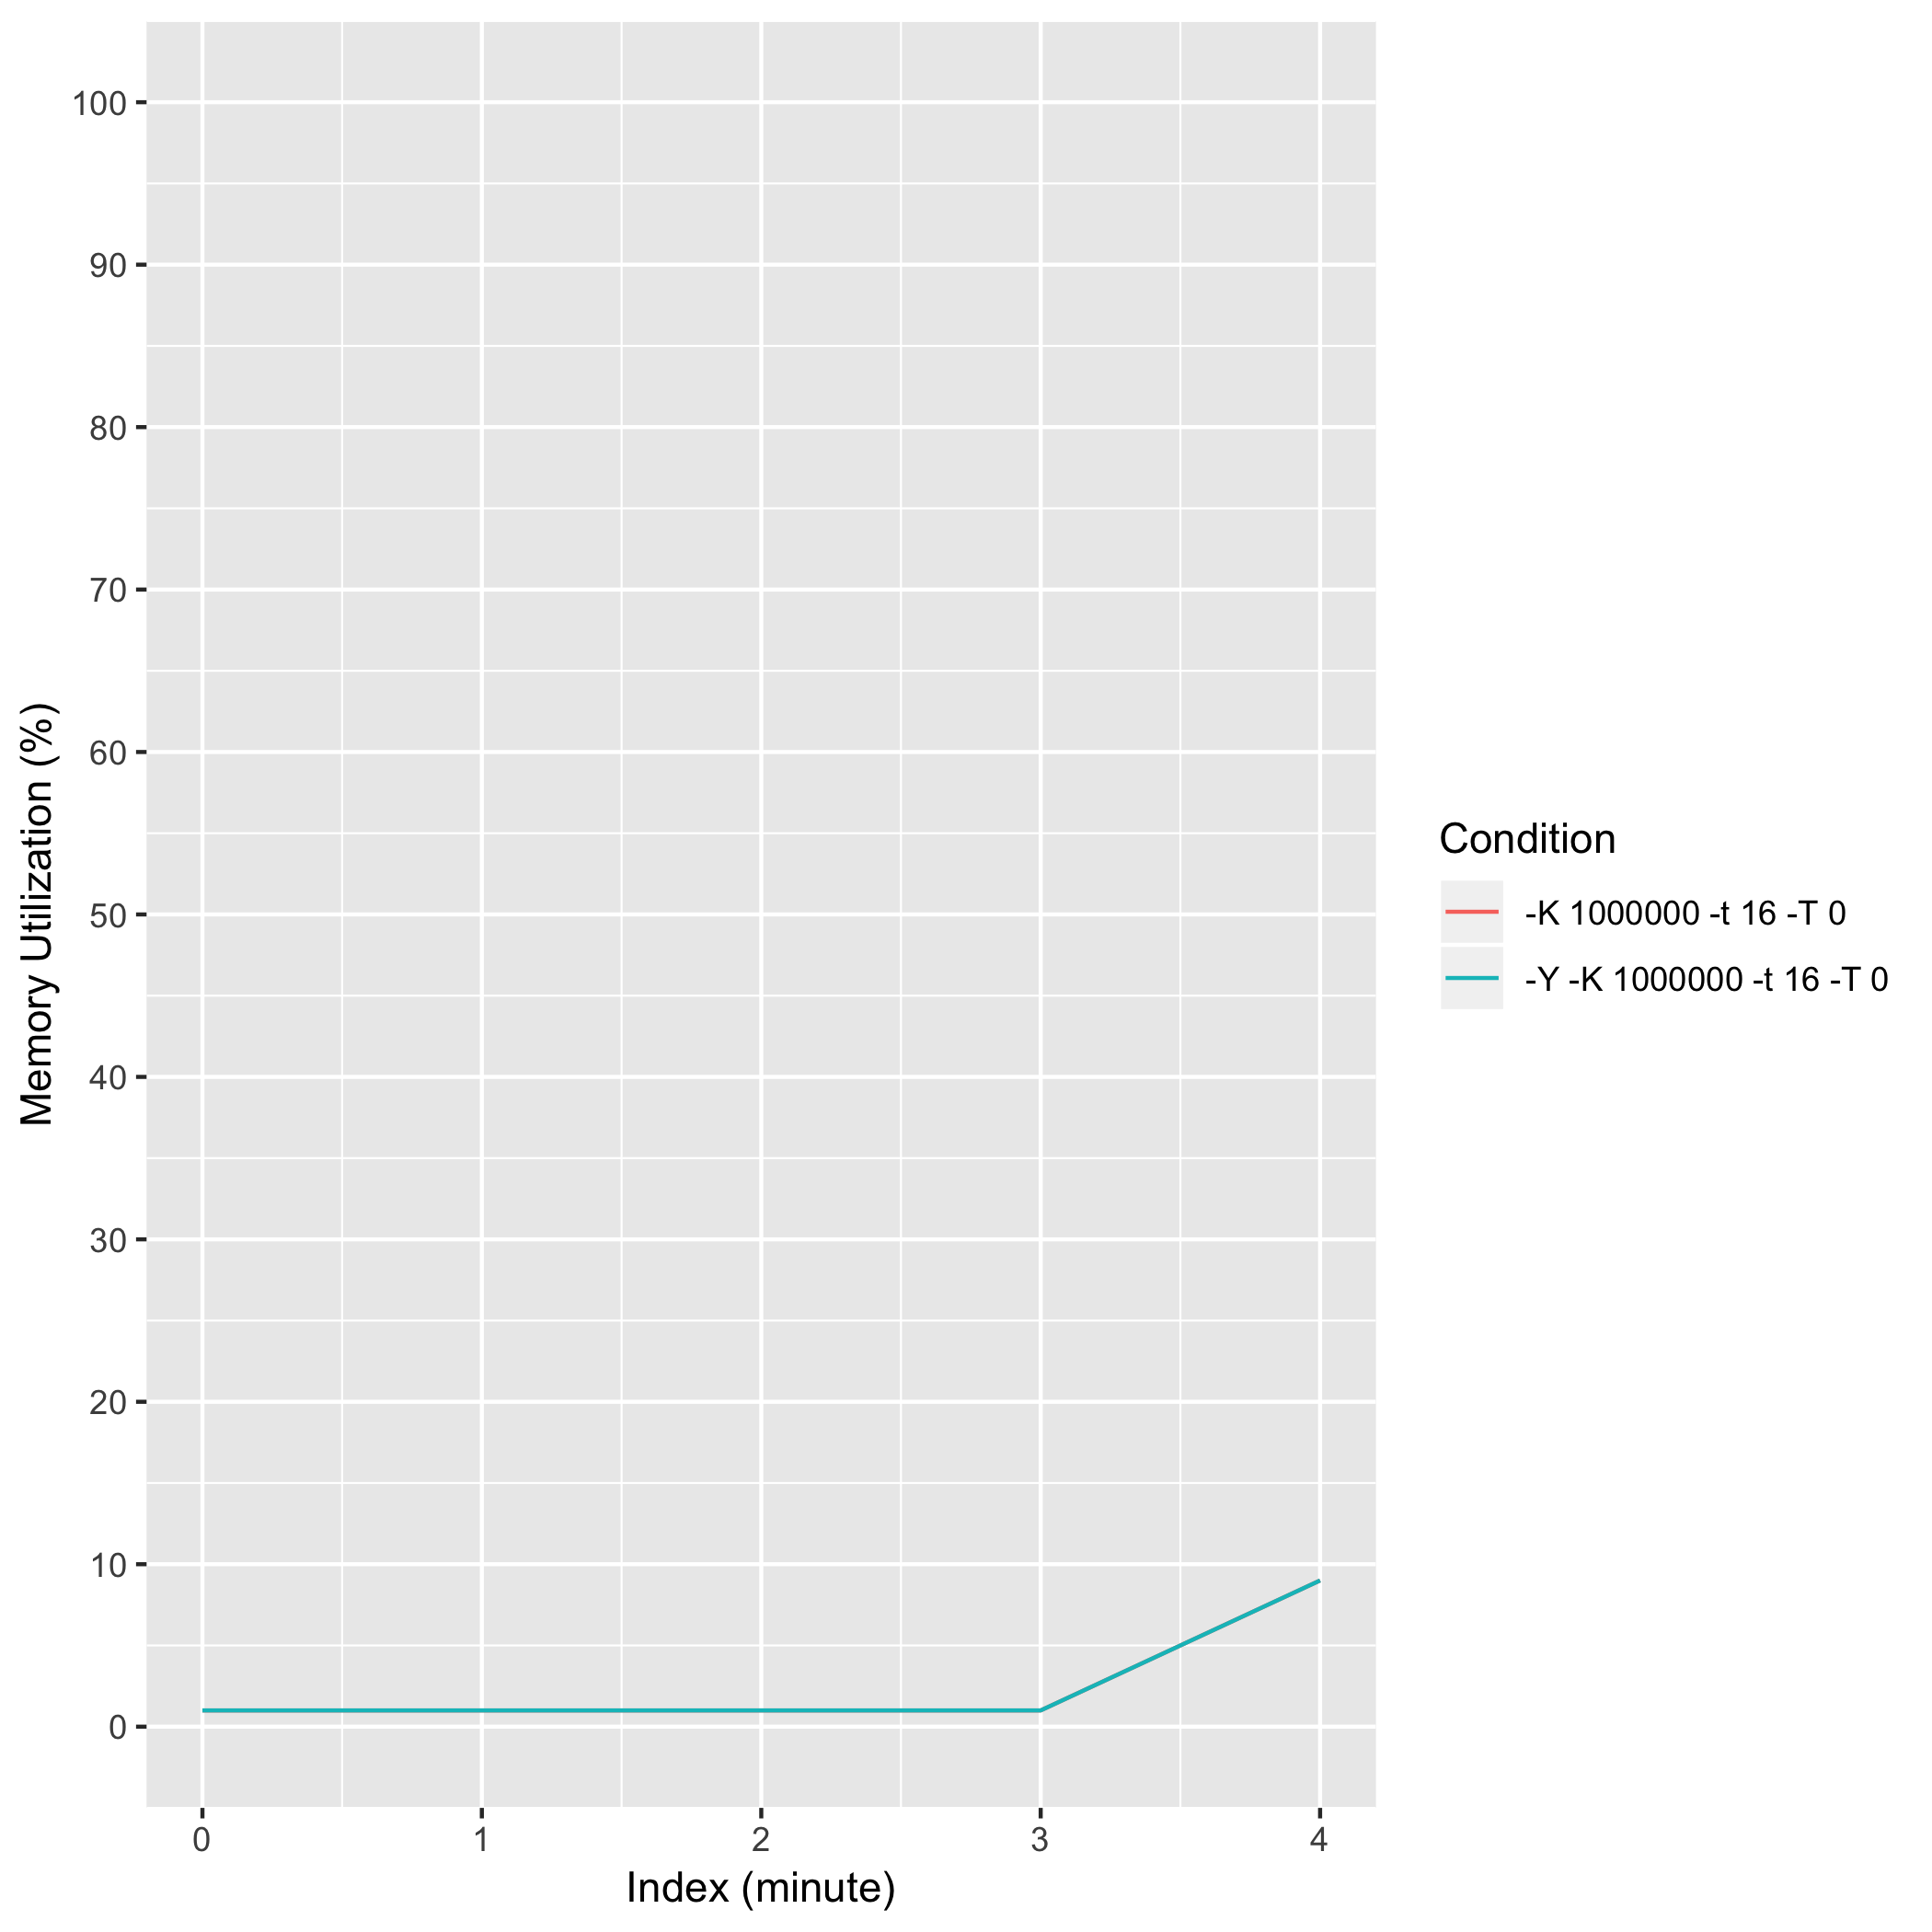 100
90
80
70
60
50
40
30
20
10
0
Memory Utilization (%)
0 1 2 3 4
Index (minute)
Condition
-K 1000000 -t 16 -T 0
-Y -K 1000000 -t 16 -T 0